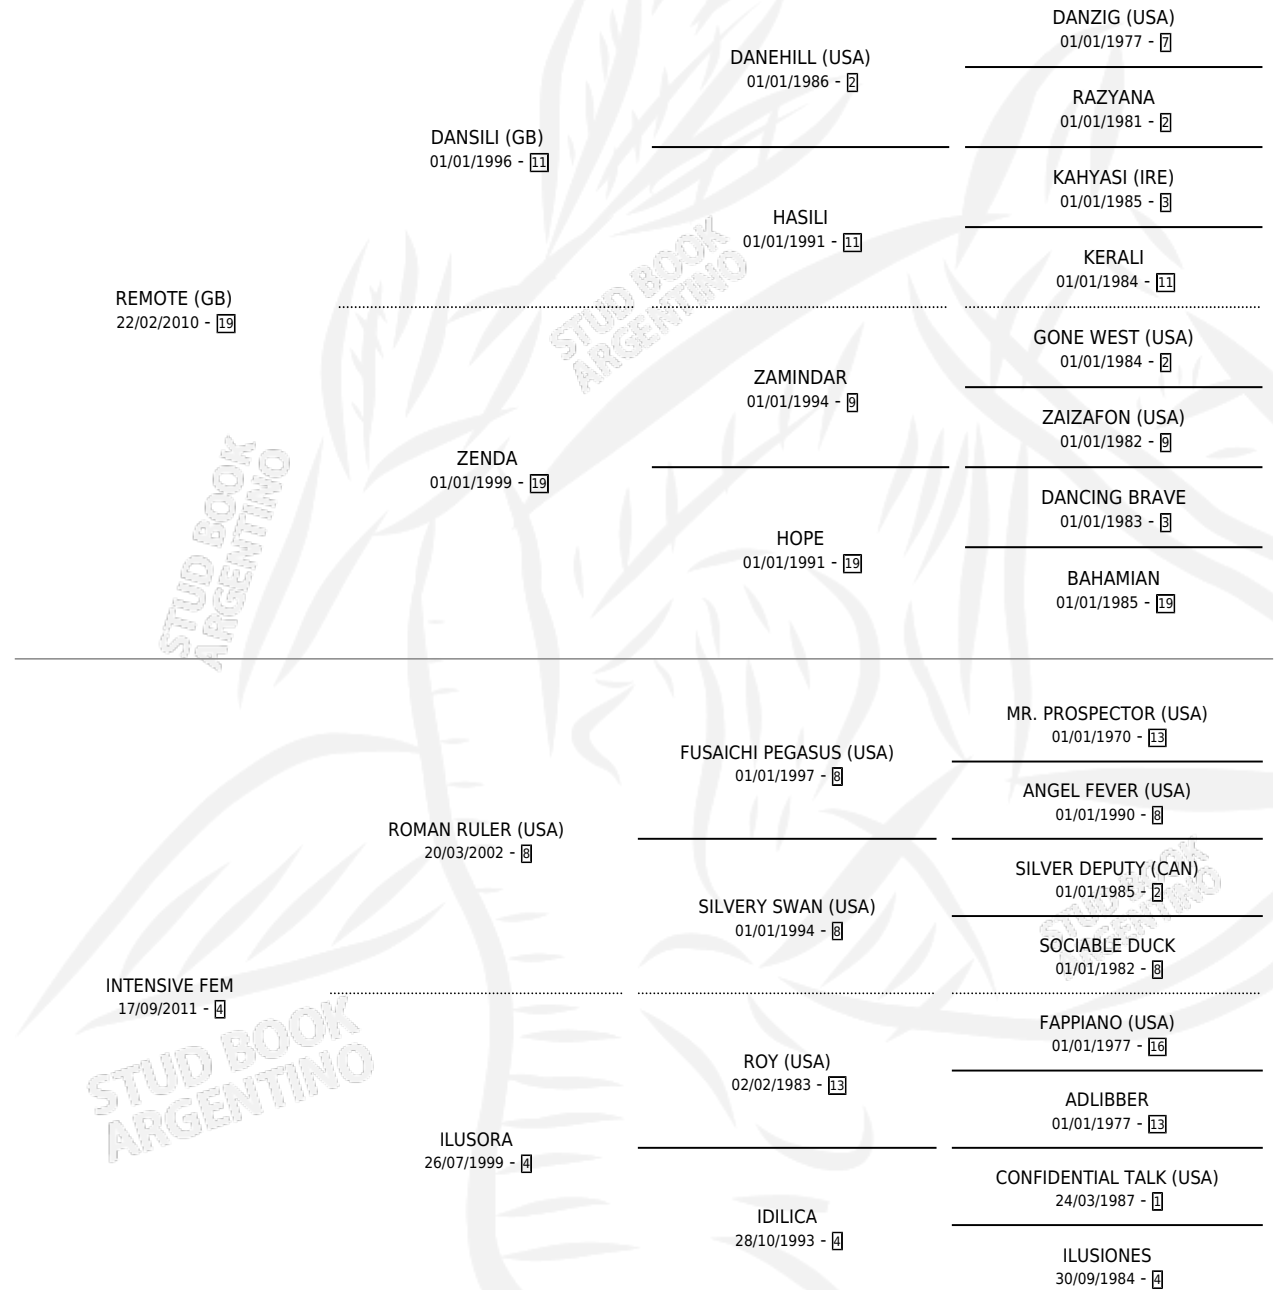 DANZIG (USA)
01/01/1977 - 7
DANEHILL (USA)
01/01/1986 - 2
RAZYANA
01/01/1981 - 2
DANSILI (GB)
01/01/1996 - 11
KAHYASI (IRE)
01/01/1985 - 3
HASILI
01/01/1991 - 11
KERALI
01/01/1984 - 11
REMOTE (GB)
22/02/2010 - 19
GONE WEST (USA)
01/01/1984 - 2
ZAMINDAR
01/01/1994 - 9
ZAIZAFON (USA)
01/01/1982 - 9
ZENDA
01/01/1999 - 19
DANCING BRAVE
01/01/1983 - 3
HOPE
01/01/1991 - 19
BAHAMIAN
01/01/1985 - 19
MR. PROSPECTOR (USA)
01/01/1970 - 13
FUSAICHI PEGASUS (USA)
01/01/1997 - 8
ANGEL FEVER (USA)
01/01/1990 - 8
ROMAN RULER (USA)
20/03/2002 - 8
SILVER DEPUTY (CAN)
01/01/1985 - 2
SILVERY SWAN (USA)
01/01/1994 - 8
SOCIABLE DUCK
01/01/1982 - 8
INTENSIVE FEM
17/09/2011 - 4
FAPPIANO (USA)
01/01/1977 - 16
ROY (USA)
02/02/1983 - 13
ADLIBBER
01/01/1977 - 13
ILUSORA
26/07/1999 - 4
CONFIDENTIAL TALK (USA)
24/03/1987 - 1
IDILICA
28/10/1993 - 4
ILUSIONES
30/09/1984 - 4
STUD BOOK
ARGENTINO
STUD BOOK
ARGENTINO
STUD BOOK
ARGENTINO
STUD BOOK
ARGENTINO